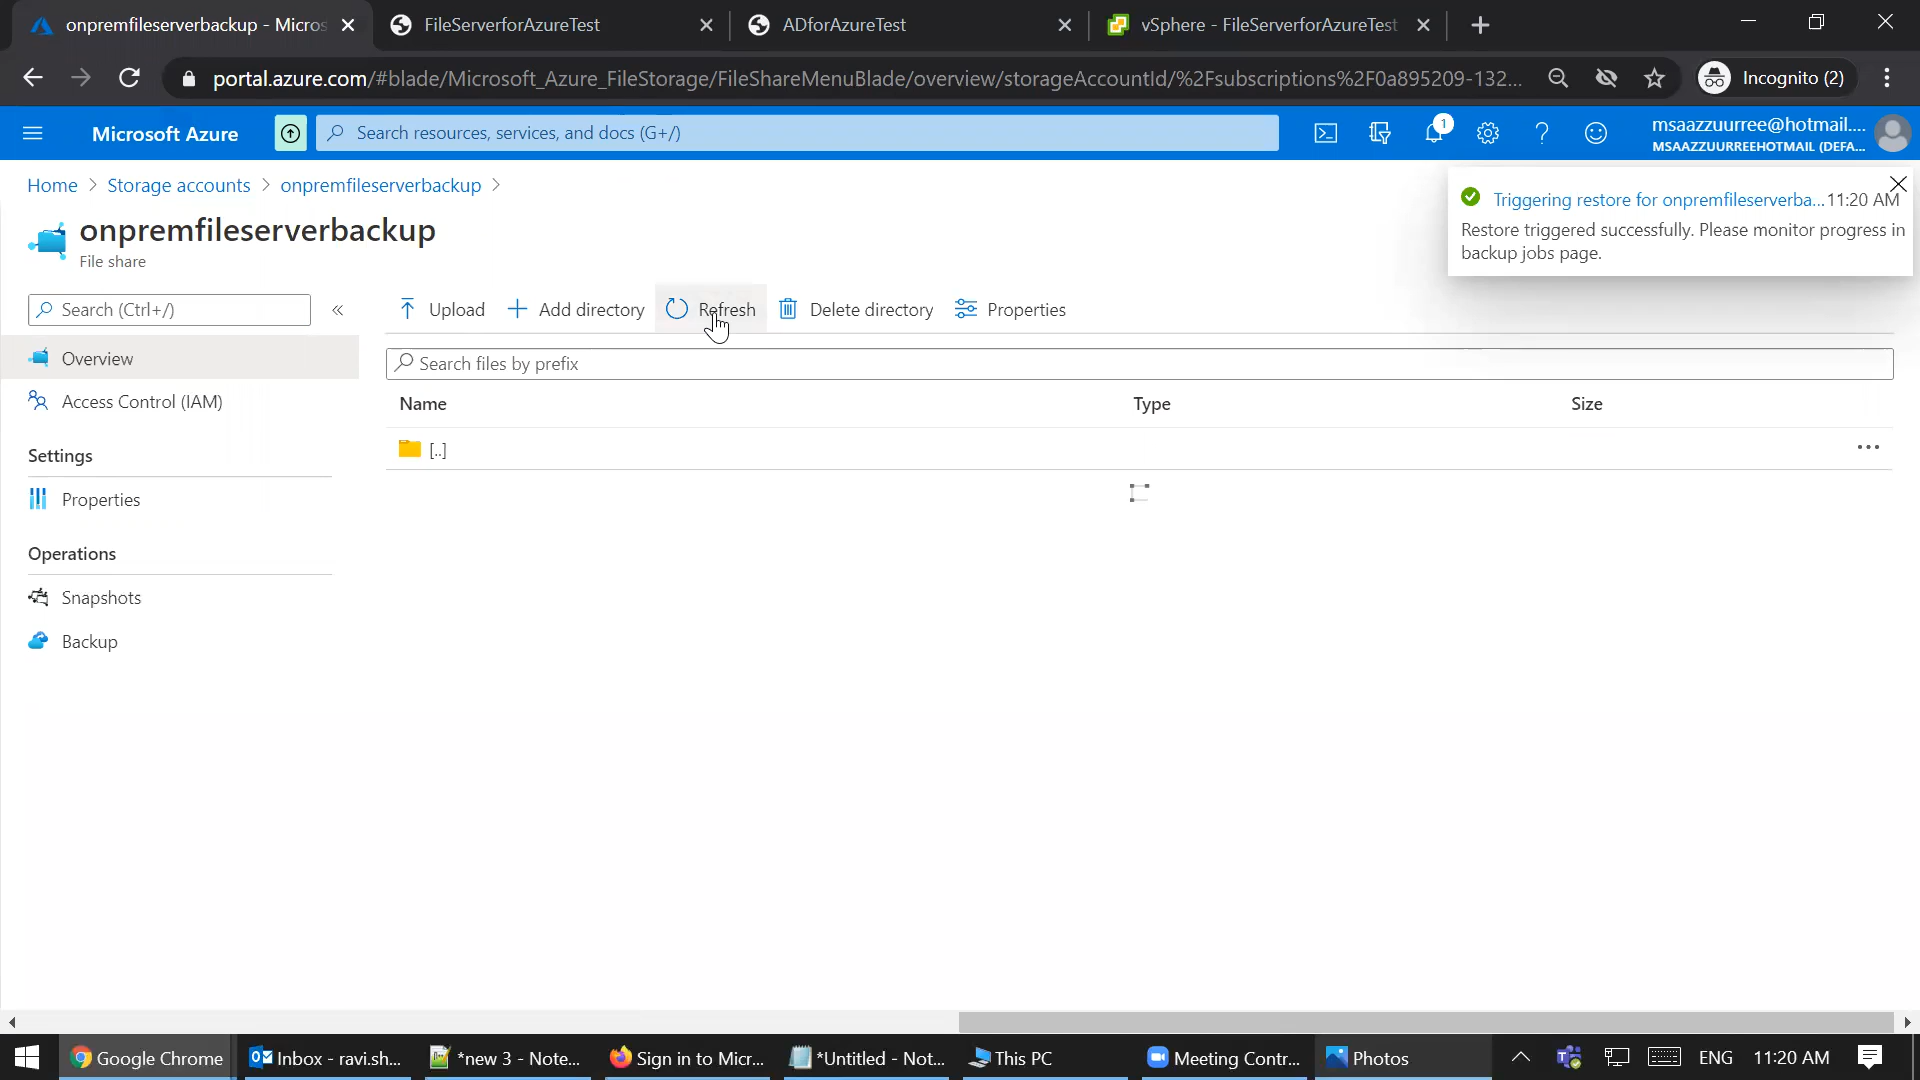 onpremfileserverbackup - Micros
FileServerforAzureTest
ADforAzureTest
vSphere - FileServerforAzureTest
portal.azure.com/#blade/Microsoft_Azure_FileStorage/FileShareMenuBlade/overview/storageAccountId/%2Fsubscriptions%2F0a895209-132...
Incognito (2)
Microsoft Azure
Search resources, services, and docs (G+/)
1
msaazzuurree@hotmail....
MSAAZZUURREEHOTMAIL (DEFA...
Home > Storage accounts > onpremfileserverbackup >
Triggering restore for onpremfileserverba... 11:20 AM
Restore triggered successfully. Please monitor progress in
backup jobs page.
onpremfileserverbackup
File share
Search (Ctrl+/)
«
Upload
Add directory
Refresh
Delete directory
Properties
Overview
Search files by prefix
Access Control (IAM)
Name
Type
Size
[..]
Settings
Properties
Operations
Snapshots
Backup
Google Chrome
Inbox - ravi.sh...
*new 3 - Note...
Sign in to Micr...
*Untitled - Not...
This PC
Meeting Contr...
Photos
ENG
11:20 AM